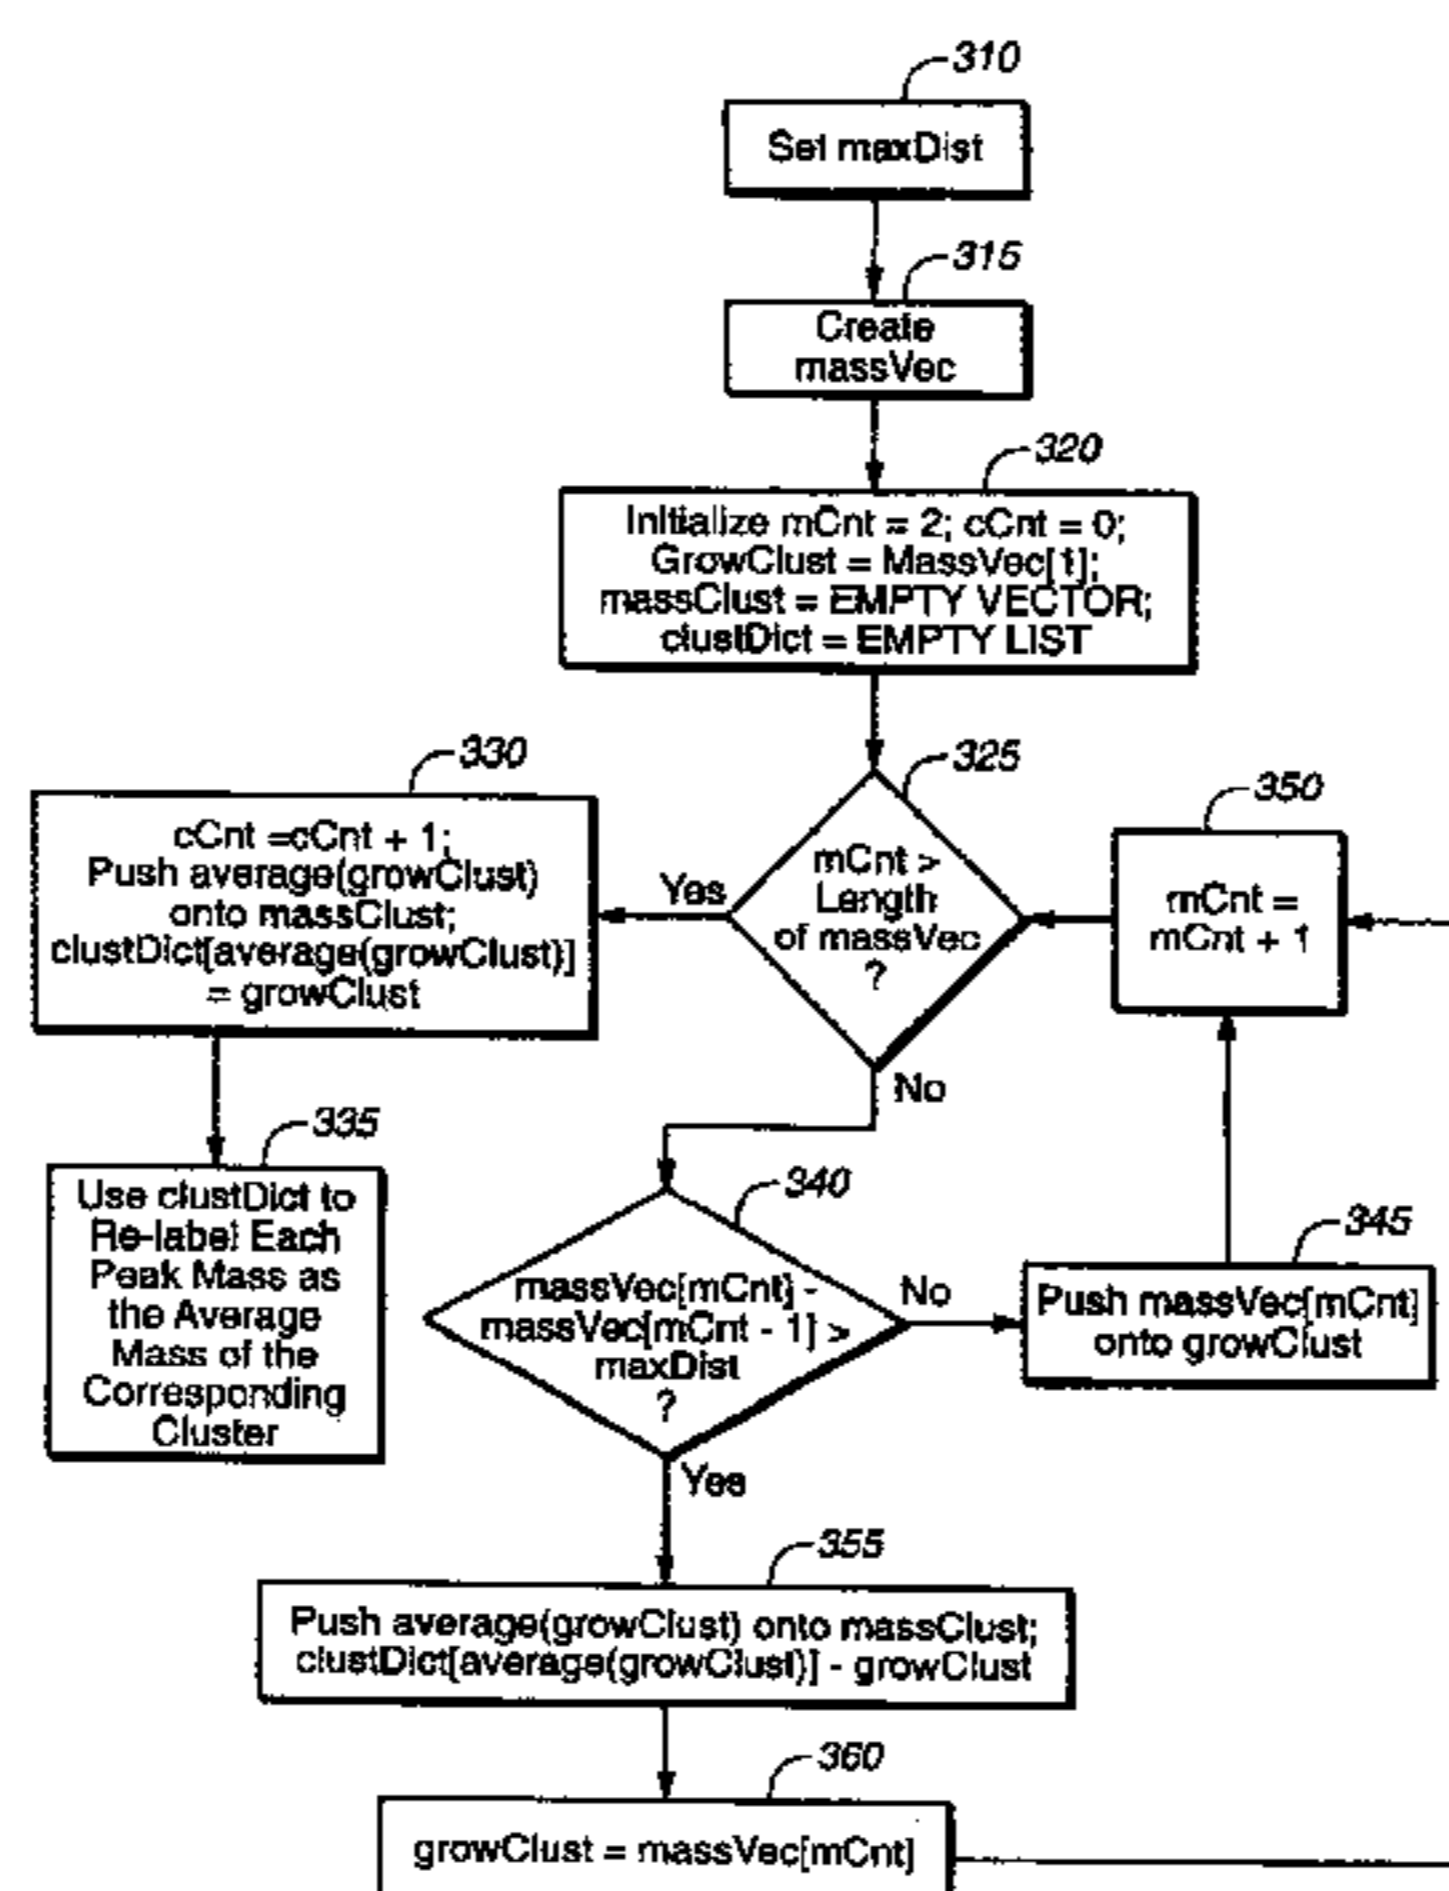 310
Set maxDist
315
Create
massVec
320
Initialize mCnt = 2; cCnt = 0;
GrowClust = MassVec[1];
massClust = EMPTY VECTOR;
clustDict = EMPTY LIST
325
mCnt >
Length
of massVec
?
Yes
No
330
cCnt =cCnt + 1;
Push average(growClust)
onto massClust;
clustDict[average(growClust)]
= growClust
335
Use clustDict to
Re-label Each
Peak Mass as
the Average
Mass of the
Corresponding
Cluster
350
mCnt =
mCnt + 1
340
massVec[mCnt] -
massVec[mCnt - 1] >
maxDist
?
No
Yes
345
Push massVec[mCnt]
onto growClust
355
Push average(growClust) onto massClust;
clustDict[average(growClust)] - growClust
360
growClust = massVec[mCnt]